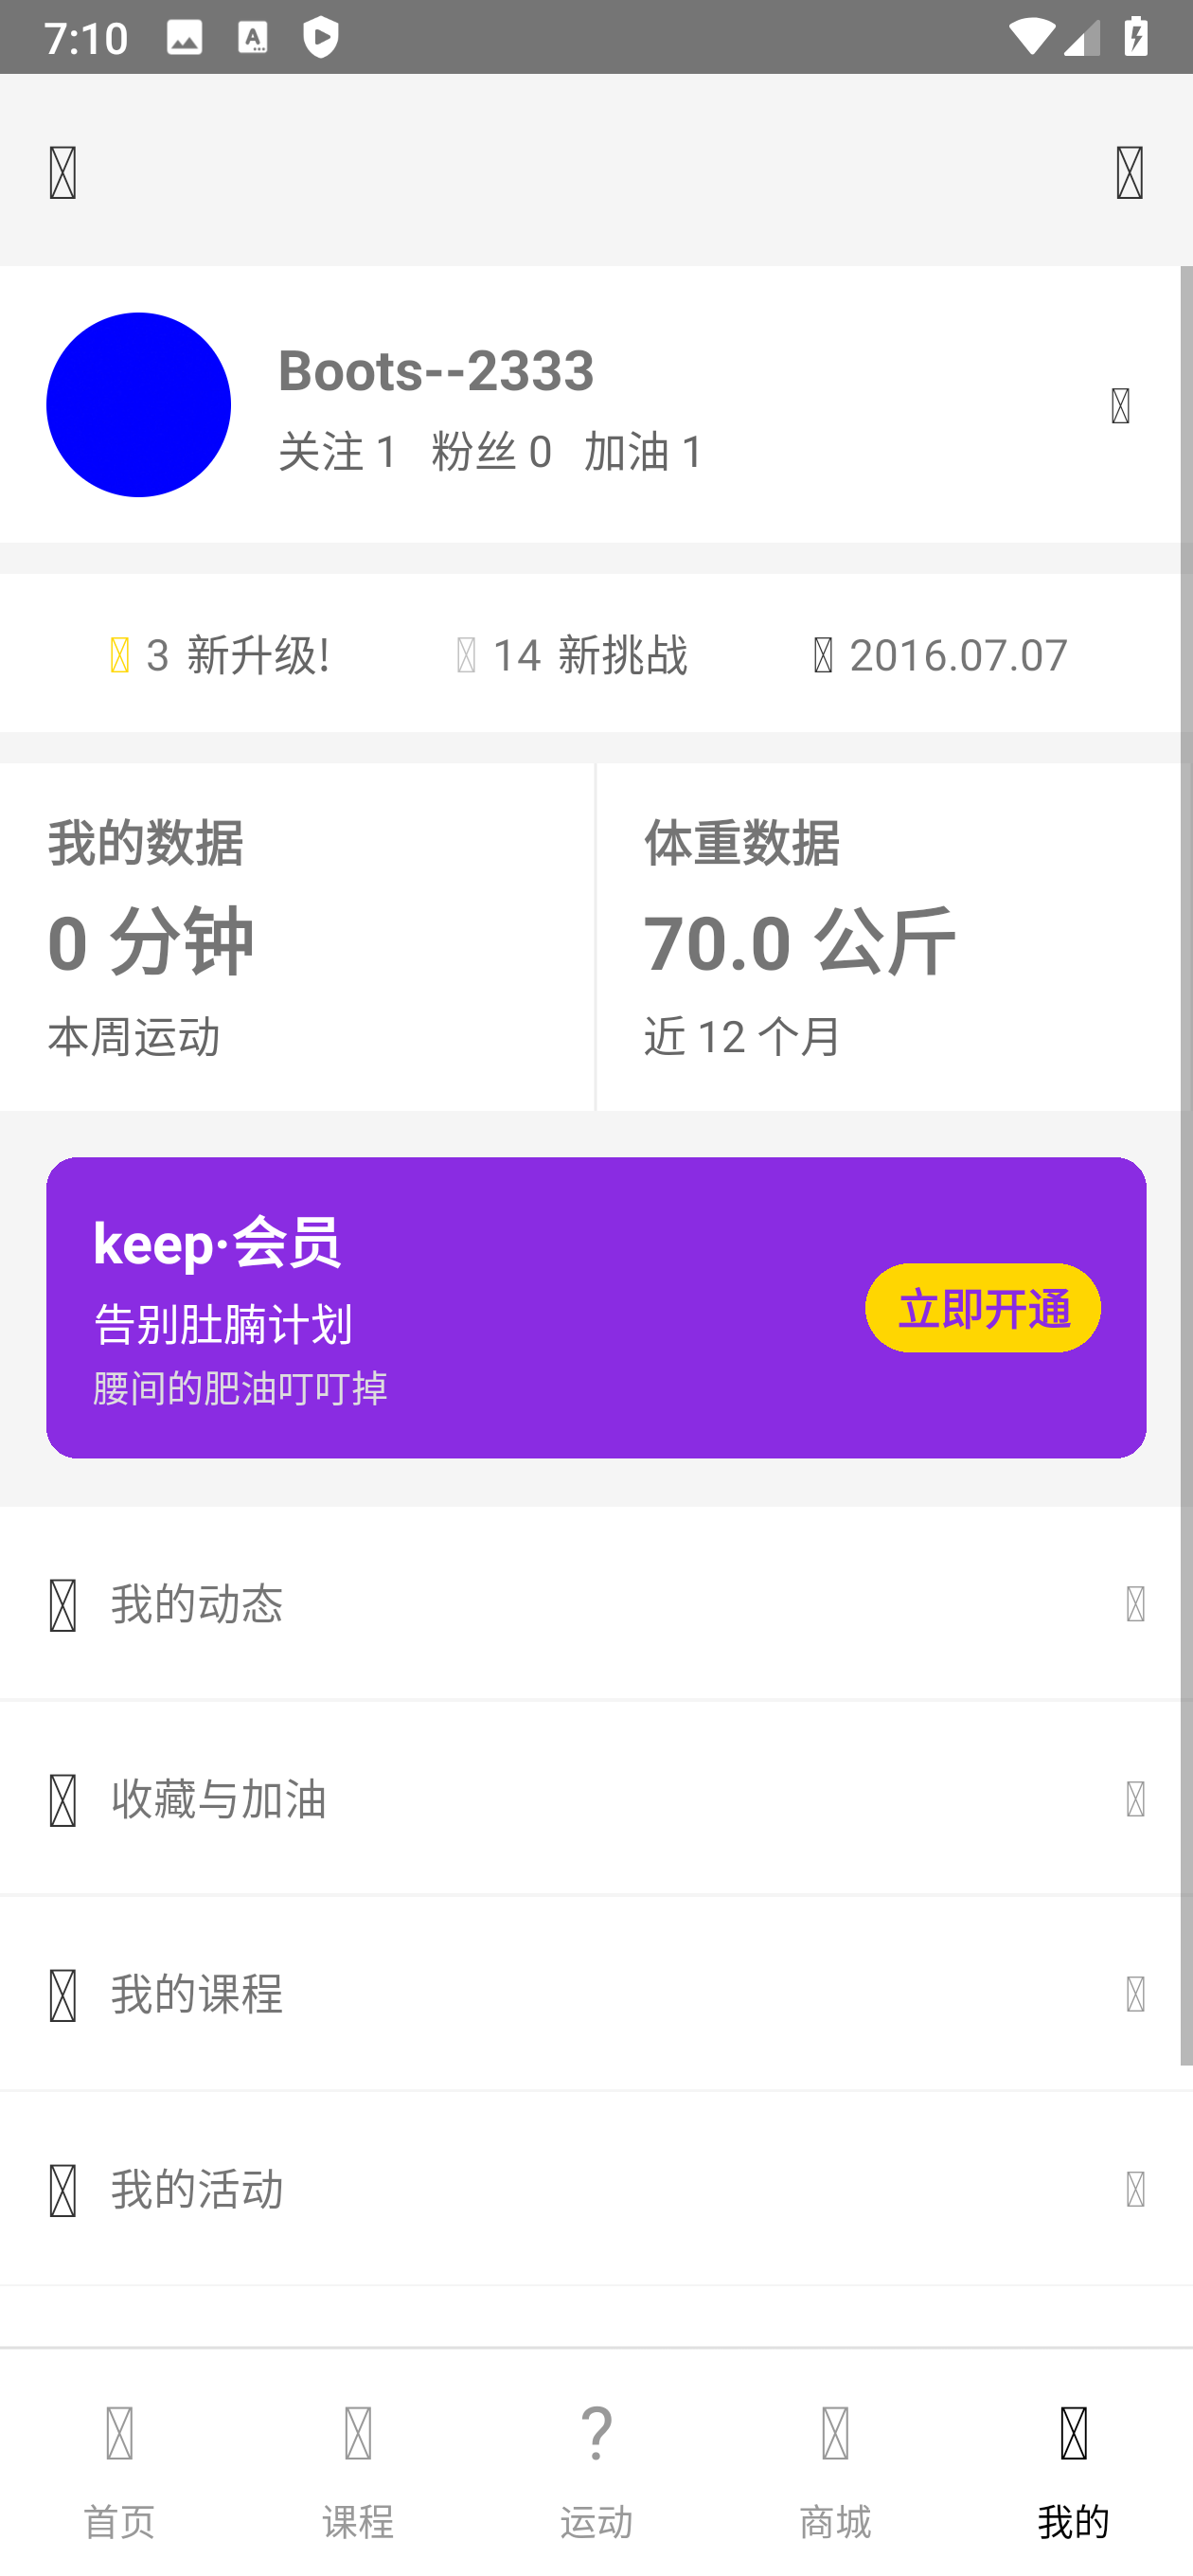 7:10
Boots--2333
关注 1 粉丝 0 加油 1
3 新升级! 14 新挑战 2016.07.07
我的数据 体重数据
0 分钟 70.0 公斤
本周运动 近 12 个月
keep·会员
告别肚腩计划
立即开通
腰间的肥油叮叮掉
我的动态
收藏与加油
我的课程
我的活动
?
首页 课程 运动 商城 我的